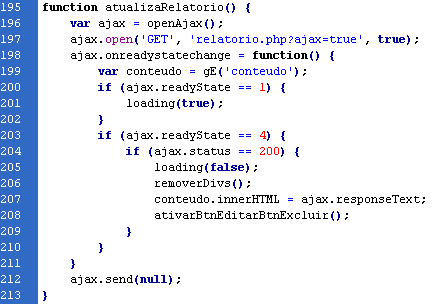 195 function atualizaRelatorio() {
196 var ajax = openAjax();
197 ajax.open('GET', 'relatorio.php?ajax=true', true);
198 ajax.onreadystatechange = function() {
199 var conteudo = gE('conteudo');
200 if (ajax.readyState == 1) {
201 loading(true);
202 }
203 if (ajax.readyState == 4) {
204 if (ajax.status == 200) {
205 loading(false);
206 removerDivs();
207 conteudo.innerHTML = ajax.responseText;
208 ativarBtnEditarBtnExcluir();
209 }
210 }
211 }
212 ajax.send(null);
213 }